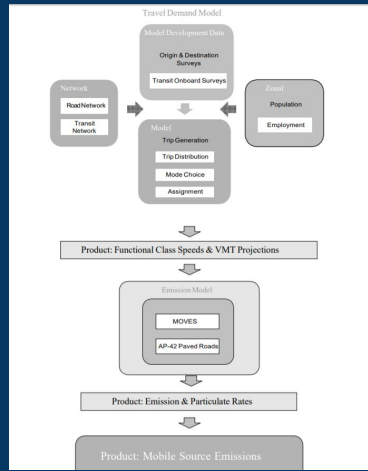 Travel Demand Model
Model Development Data
Origin & Destination
Surveys
Transit Onboard Surveys
Network
Road Network
Transit
Network
Zonal
Population
Employment
Model
Trip Generation
Trip Distribution
Mode Choice
Assignment
Product: Functional Class Speeds & VMT Projections
Emission Model
MOVES
AP-42 Paved Roads
Product: Emission & Particulate Rates
Product: Mobile Source Emissions